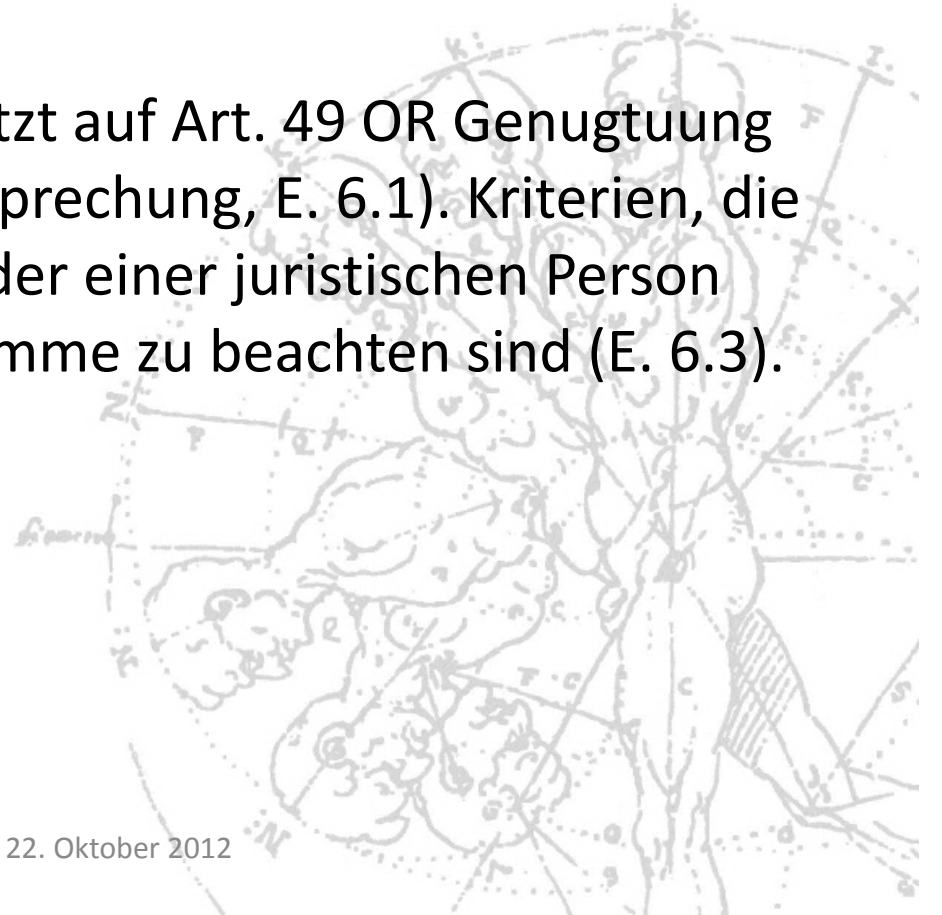 tzt auf Art. 49 OR Genugtuung
prechung, E. 6.1). Kriterien, die
der einer juristischen Person
mme zu beachten sind (E. 6.3).
22. Oktober 2012